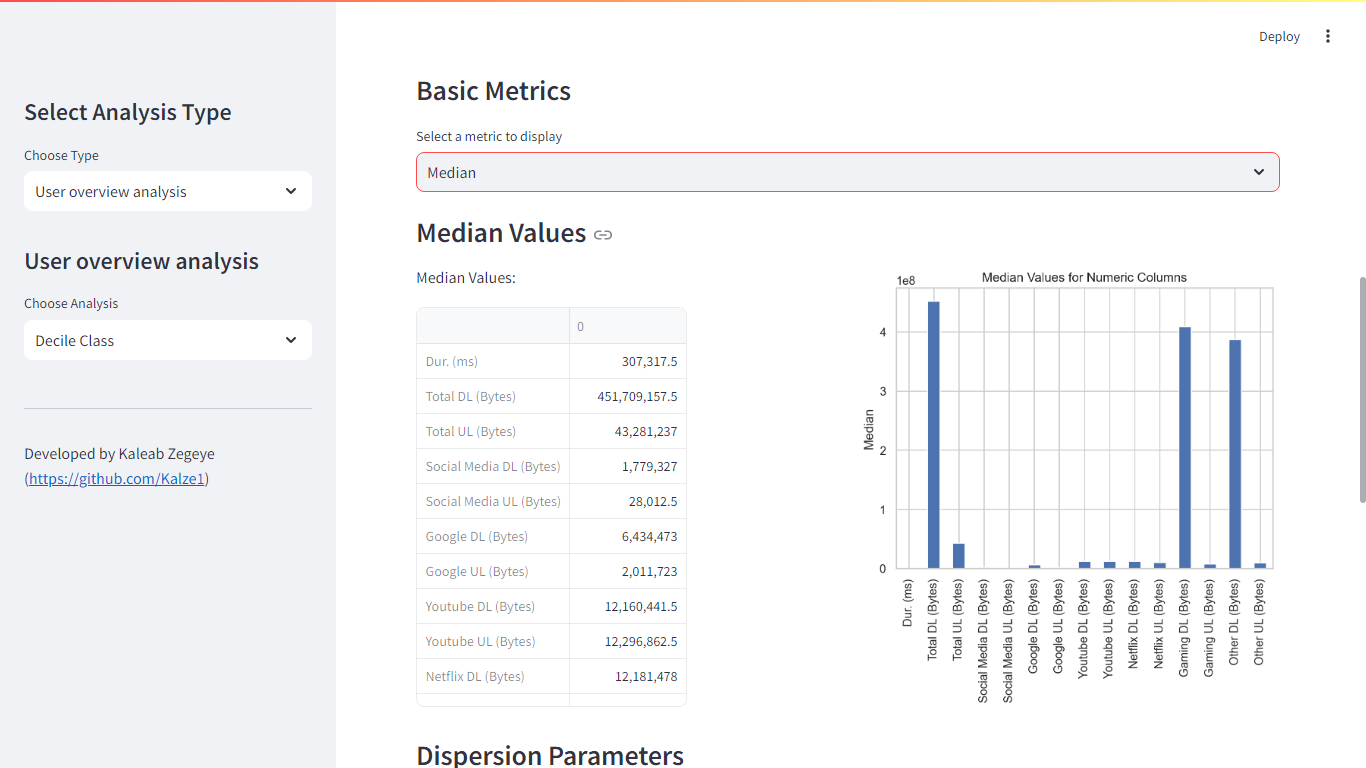 Deploy
Select Analysis Type
Choose Type
User overview analysis
User overview analysis
Choose Analysis
Decile Class
Developed by Kaleab Zegeye
(https://github.com/Kalze1)
Basic Metrics
Select a metric to display
Median
Median Values
Median Values:
0
Dur. (ms) 307,317.5
Total DL (Bytes) 451,709,157.5
Total UL (Bytes) 43,281,237
Social Media DL (Bytes) 1,779,327
Social Media UL (Bytes) 28,012.5
Google DL (Bytes) 6,434,473
Google UL (Bytes) 2,011,723
Youtube DL (Bytes) 12,160,441.5
Youtube UL (Bytes) 12,296,862.5
Netflix DL (Bytes) 12,181,478
Median Values for Numeric Columns
1e8
4
3
2
1
0
Median
Dur. (ms)
Total DL (Bytes)
Total UL (Bytes)
Social Media DL (Bytes)
Social Media UL (Bytes)
Google DL (Bytes)
Google UL (Bytes)
Youtube DL (Bytes)
Youtube UL (Bytes)
Netflix DL (Bytes)
Netflix UL (Bytes)
Gaming DL (Bytes)
Gaming UL (Bytes)
Other DL (Bytes)
Other UL (Bytes)
Dispersion Parameters